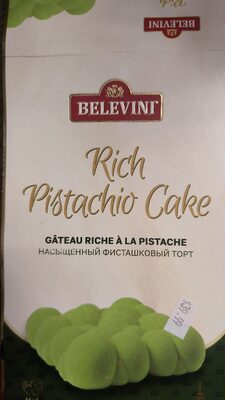 BELEVINI
BELEVINI
Rich
Pistachio Cake
GÂTEAU RICHE À LA PISTACHE
НАСЫЩЕННЫЙ ФИСТАШКОВЫЙ ТОРТ